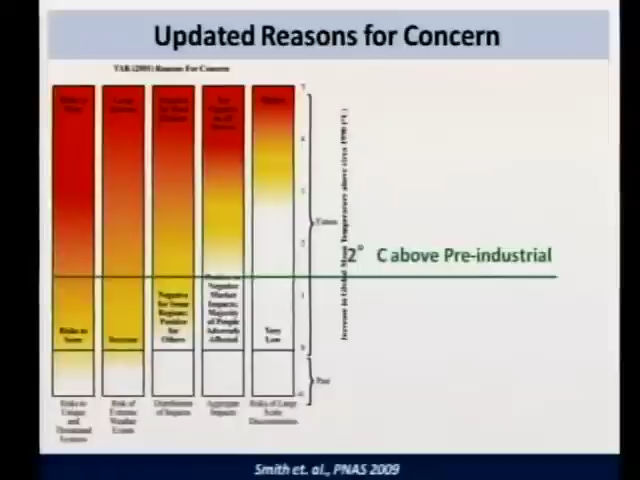 Updated Reasons for Concern
TAR (2001) Reasons For Concern
Risks to
Some
Increase
Negative
for Some
Regions;
Positive
for
Others
Negative
Market
Impacts;
Majority
of People
Adversely
Affected
Very
Low
Future
Past
Increase in Global Mean Temperature above circa 1990 (°C)
2° C above Pre-industrial
Risks to
Unique
and
Threatened
Systems
Risk of
Extreme
Weather
Events
Distribution
of Impacts
Aggregate
Impacts
Risks of Large
Scale
Discontinuities
Smith et. al., PNAS 2009